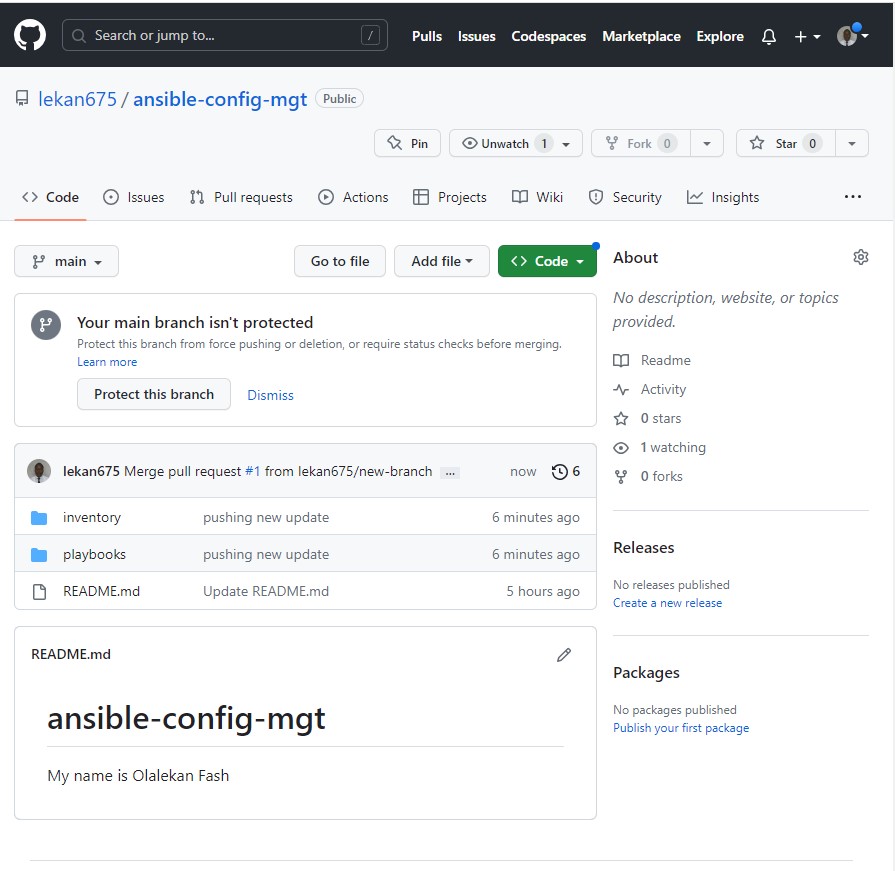 Search or jump to... /
Pulls Issues Codespaces Marketplace Explore
lekan675 / ansible-config-mgt Public
Pin Unwatch 1 Fork 0 Star 0
Code Issues Pull requests Actions Projects Wiki Security Insights ...
main Go to file Add file Code
Your main branch isn't protected
Protect this branch from force pushing or deletion, or require status checks before merging.
Learn more
Protect this branch Dismiss
lekan675 Merge pull request #1 from lekan675/new-branch ... now 6
inventory pushing new update 6 minutes ago
playbooks pushing new update 6 minutes ago
README.md Update README.md 5 hours ago
README.md
ansible-config-mgt
My name is Olalekan Fash
About
No description, website, or topics
provided.
Readme
Activity
0 stars
1 watching
0 forks
Releases
No releases published
Create a new release
Packages
No packages published
Publish your first package